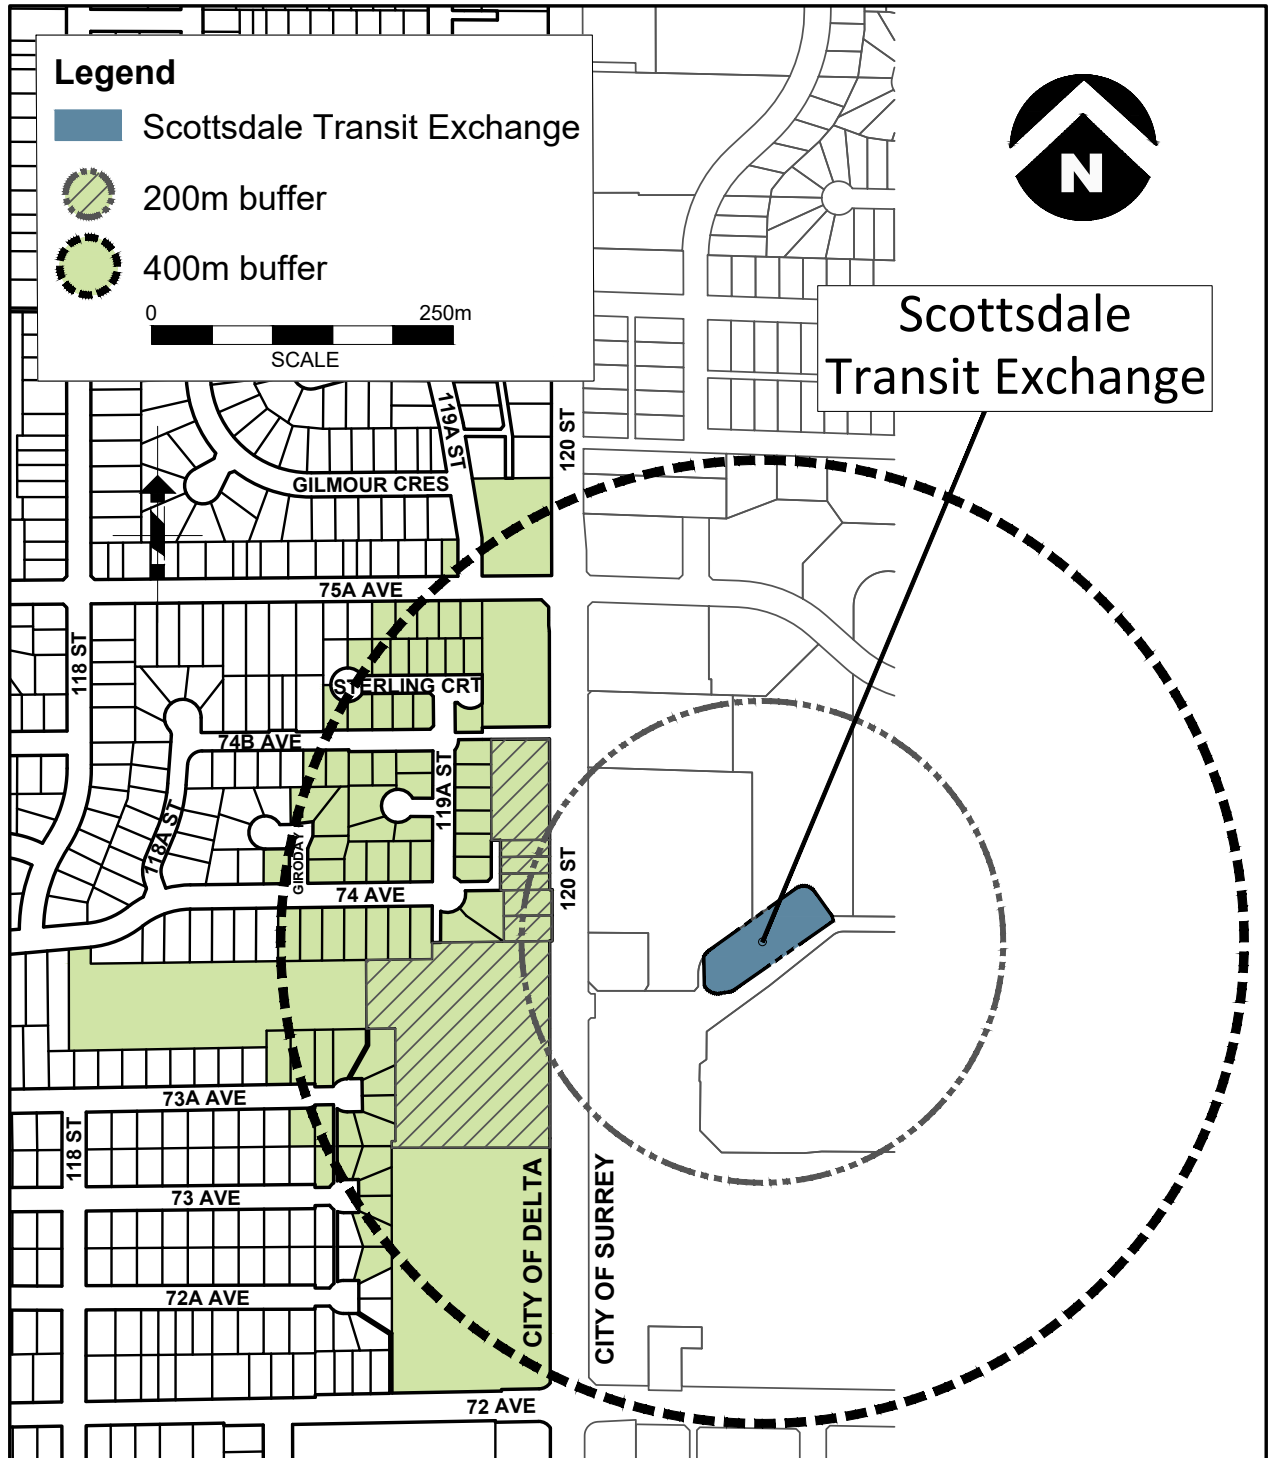 Legend
Scottsdale Transit Exchange
200m buffer
400m buffer
0 250m
SCALE
N
Scottsdale
Transit Exchange
119A ST
120 ST
GILMOUR CRES
75A AVE
118 ST
STERLING CRT
74B AVE
119A ST
118A ST
GIRODAY
120 ST
74 AVE
73A AVE
118 ST
73 AVE
CITY OF DELTA
CITY OF SURREY
72A AVE
72 AVE